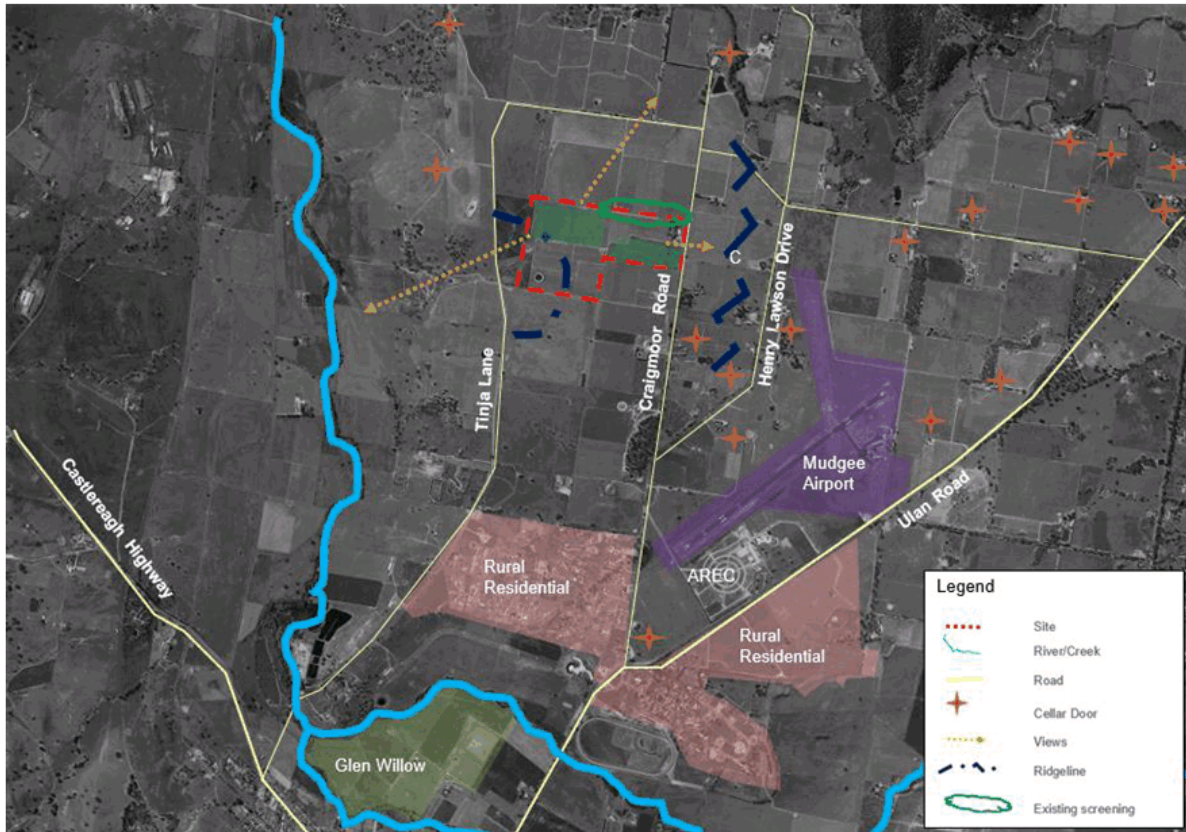 C
Henry Lawson Drive
Craigmoor Road
Tinja Lane
Castlereagh Highway
Mudgee
Airport
Ulan Road
Rural
Residential
AREC
Rural
Residential
Glen Willow
Legend
Site
River/Creek
Road
Cellar Door
Views
Ridgeline
Existing screening